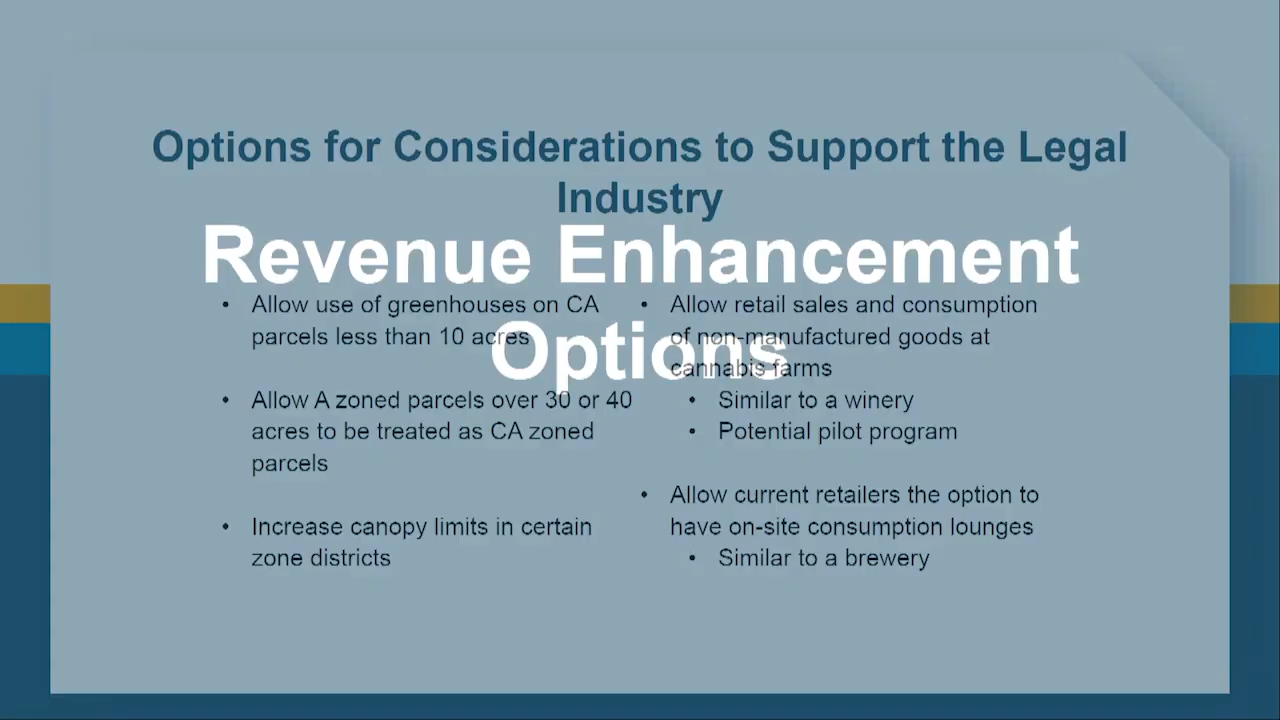 Options for Considerations to Support the Legal
Industry
Revenue Enhancement
Options
• Allow use of greenhouses on CA
parcels less than 10 acres
• Allow A zoned parcels over 30 or 40
acres to be treated as CA zoned
parcels
• Increase canopy limits in certain
zone districts
• Allow retail sales and consumption
of non-manufactured goods at
cannabis farms
• Similar to a winery
• Potential pilot program
• Allow current retailers the option to
have on-site consumption lounges
• Similar to a brewery